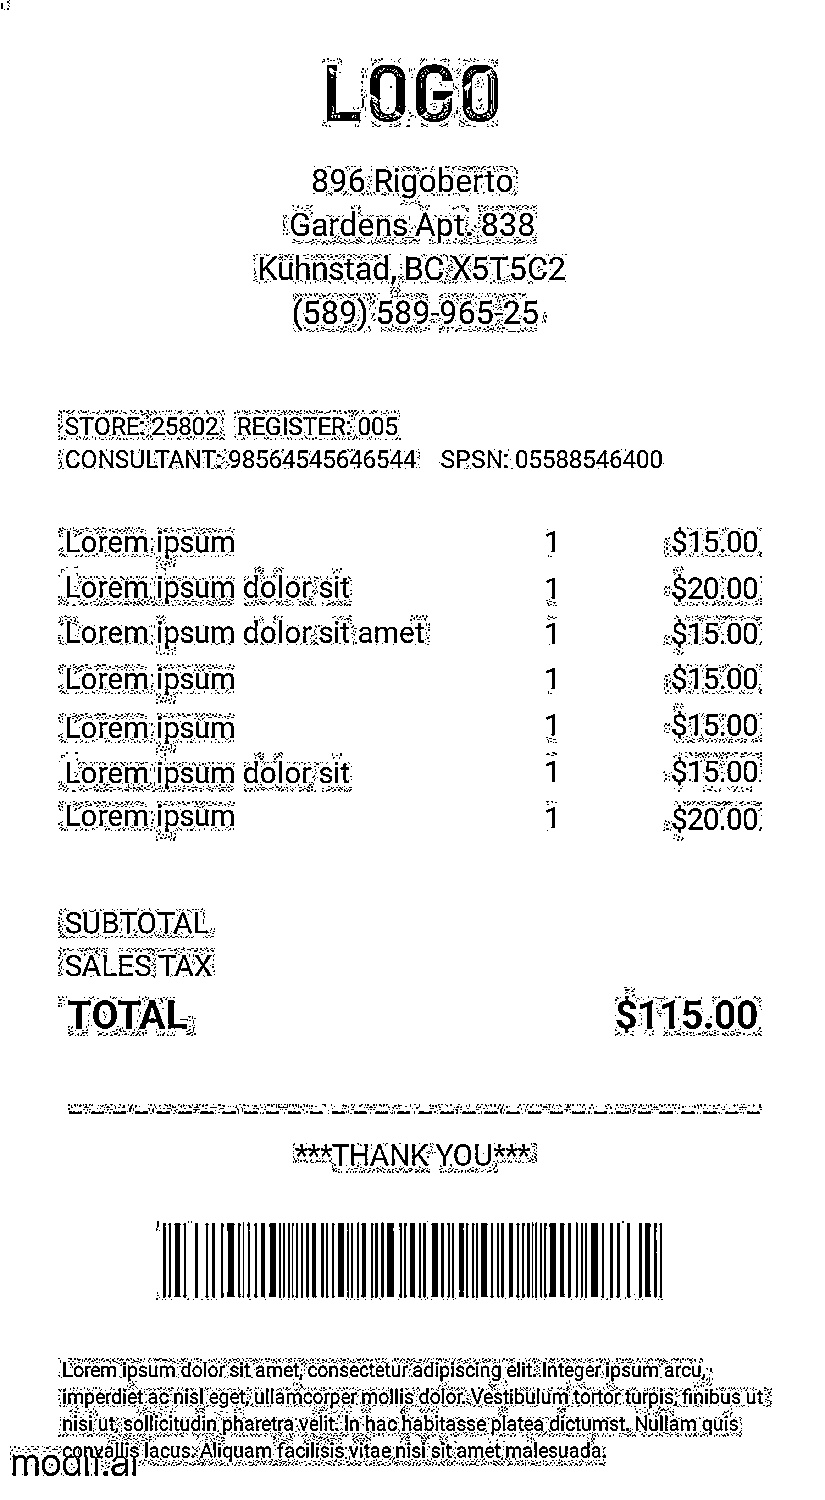 LOGO
896 Rigoberto
Gardens Apt. 838
Kuhnstad, BC X5T5C2
(589) 589-965-25
STORE: 25802 REGISTER: 005
CONSULTANT: 98564545646544 SPSN: 05588546400
Lorem ipsum 1 $15.00
Lorem ipsum dolor sit 1 $20.00
Lorem ipsum dolor sit amet 1 $15.00
Lorem ipsum 1 $15.00
Lorem ipsum 1 $15.00
Lorem ipsum dolor sit 1 $15.00
Lorem ipsum 1 $20.00
SUBTOTAL
SALES TAX
TOTAL $115.00
***THANK YOU***
Lorem ipsum dolor sit amet, consectetur adipiscing elit. Integer ipsum arcu,
imperdiet ac nisl eget, ullamcorper mollis dolor. Vestibulum tortor turpis, finibus ut
nisi ut, sollicitudin pharetra velit. In hac habitasse platea dictumst. Nullam quis
convallis lacus. Aliquam facilisis vitae nisi sit amet malesuada.
modif.ai